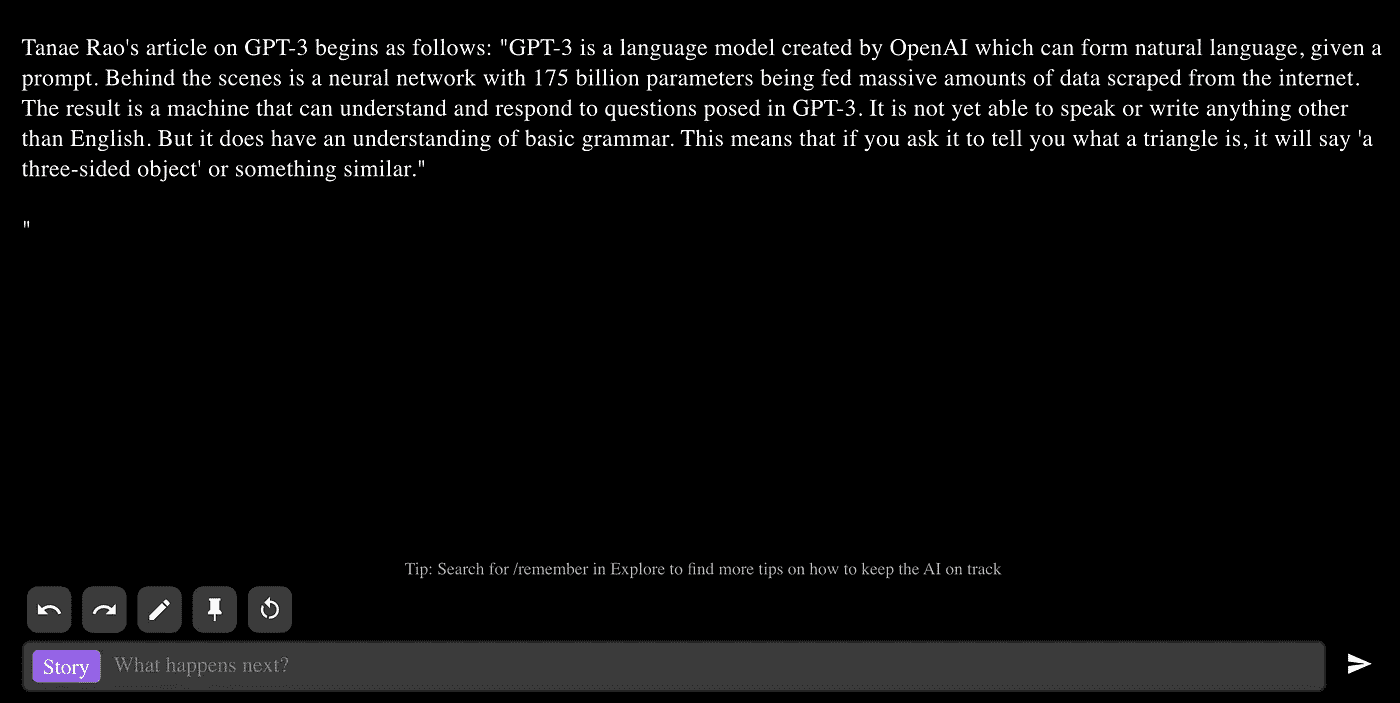 Tanae Rao's article on GPT-3 begins as follows: "GPT-3 is a language model created by OpenAI which can form natural language, given a
prompt. Behind the scenes is a neural network with 175 billion parameters being fed massive amounts of data scraped from the internet.
The result is a machine that can understand and respond to questions posed in GPT-3. It is not yet able to speak or write anything other
than English. But it does have an understanding of basic grammar. This means that if you ask it to tell you what a triangle is, it will say 'a
three-sided object' or something similar."
"
Tip: Search for /remember in Explore to find more tips on how to keep the AI on track
Story What happens next?